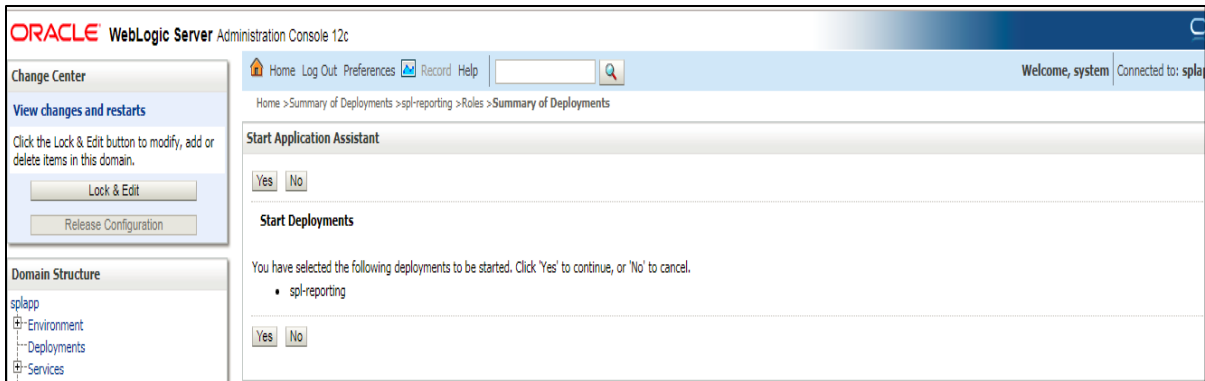 ORACLE WebLogic Server Administration Console 12c
Change Center
View changes and restarts
Click the Lock & Edit button to modify, add or
delete items in this domain.
Lock & Edit
Release Configuration
Domain Structure
splapp
Environment
Deployments
Services
Home Log Out Preferences Record Help
Welcome, system Connected to: splap
Home >Summary of Deployments >spl-reporting >Roles >Summary of Deployments
Start Application Assistant
Yes No
Start Deployments
You have selected the following deployments to be started. Click 'Yes' to continue, or 'No' to cancel.
• spl-reporting
Yes No